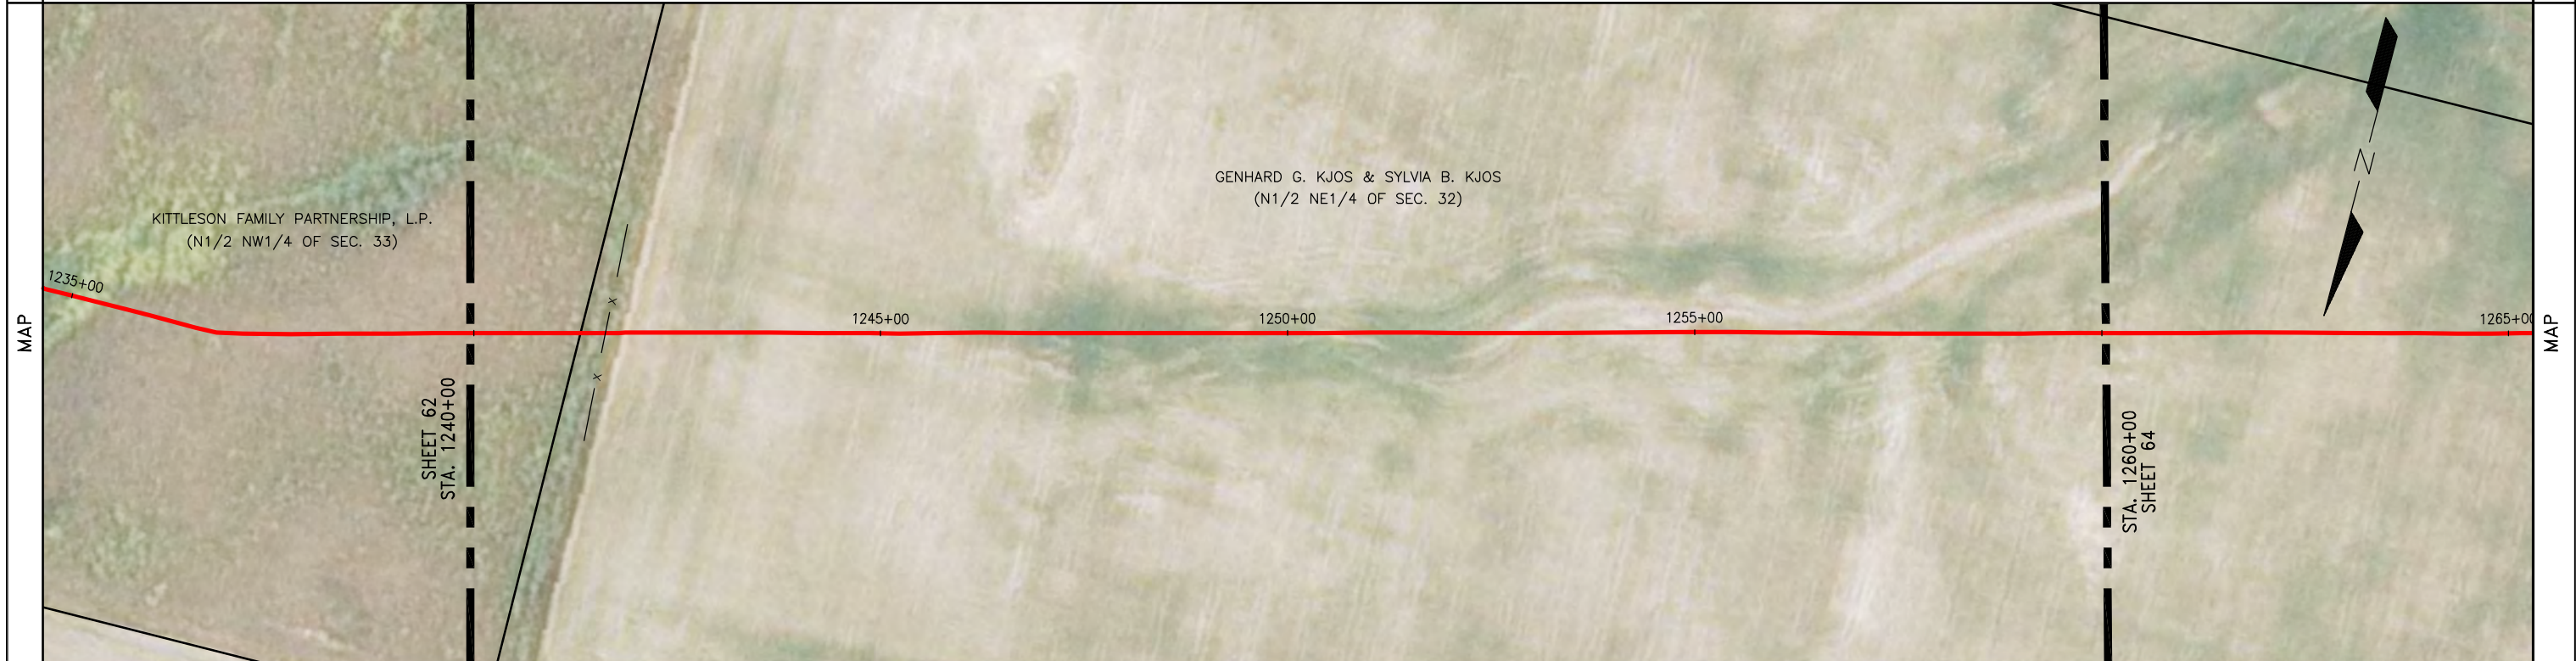 MAP
KITTLESON FAMILY PARTNERSHIP, L.P.
(N1/2 NW1/4 OF SEC. 33)
1235+00
SHEET 62
STA. 1240+00
x
x
GENHARD G. KJOS & SYLVIA B. KJOS
(N1/2 NE1/4 OF SEC. 32)
1245+00
1250+00
1255+00
STA. 1260+00
SHEET 64
N
1265+00
MAP